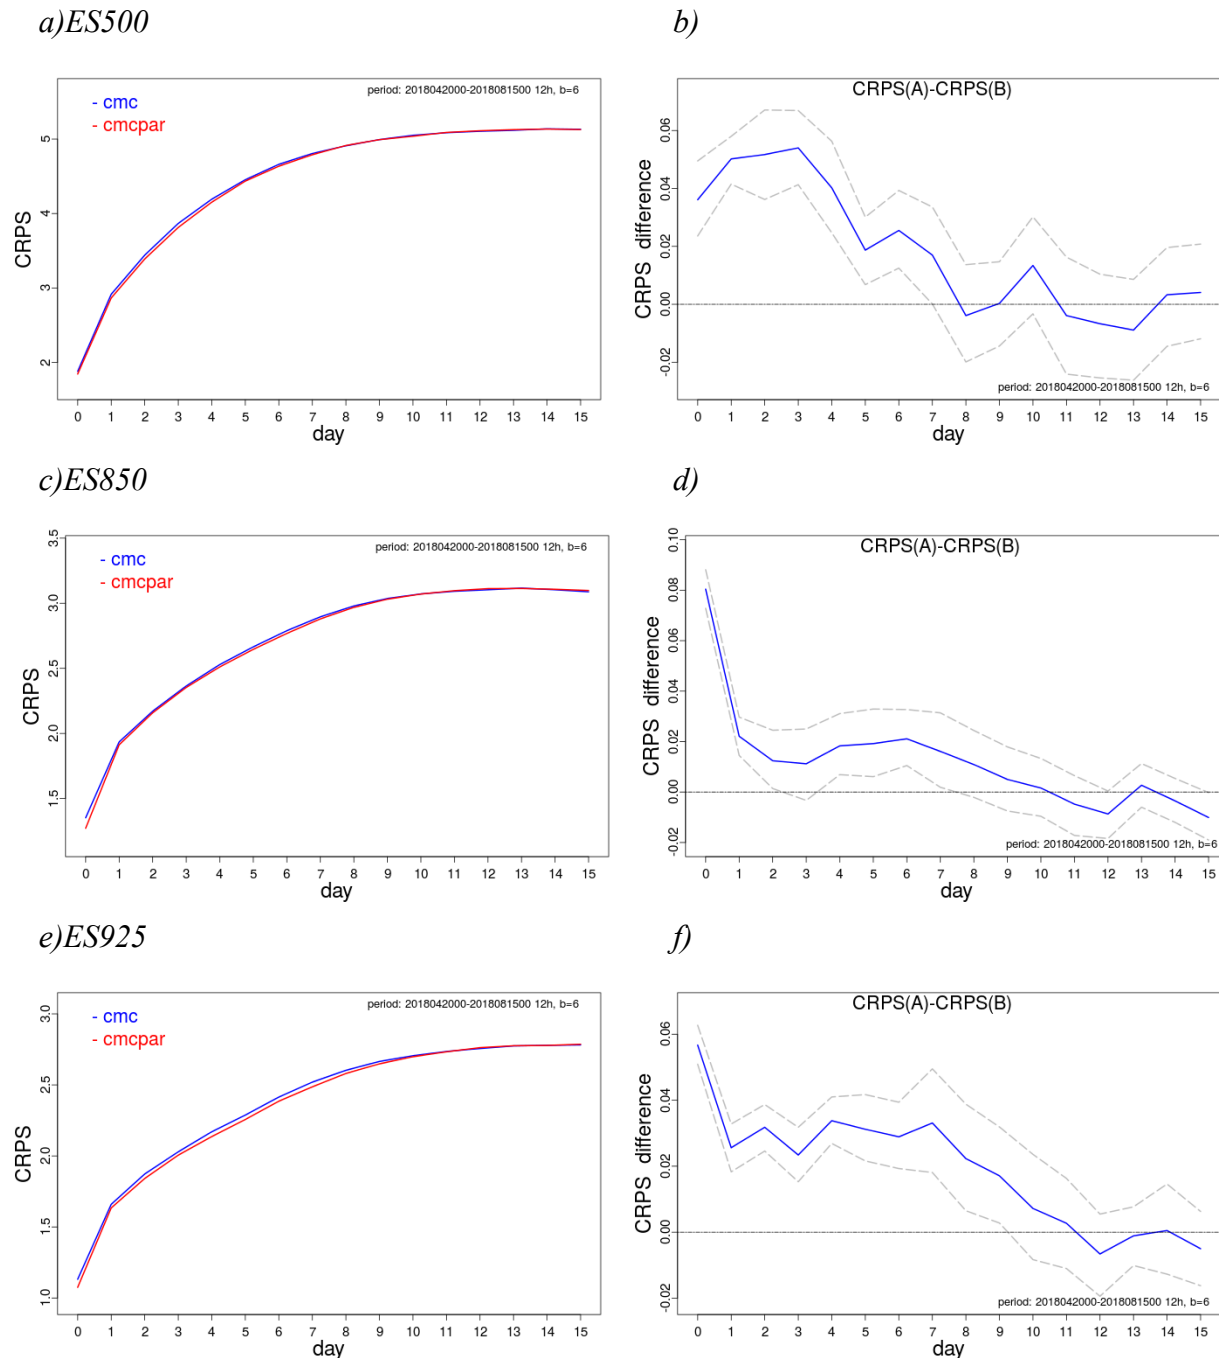 a)ES500
b)
period: 2018042000-2018081500 12h, b=6
- cmc
- cmcpar
CRPS
2 3 4 5
0 1 2 3 4 5 6 7 8 9 10 11 12 13 14 15
day
CRPS(A)-CRPS(B)
CRPS difference
-0.02 0.00 0.02 0.04 0.06
period: 2018042000-2018081500 12h, b=6
0 1 2 3 4 5 6 7 8 9 10 11 12 13 14 15
day
c)ES850
d)
period: 2018042000-2018081500 12h, b=6
- cmc
- cmcpar
CRPS
1.5 2.0 2.5 3.0 3.5
0 1 2 3 4 5 6 7 8 9 10 11 12 13 14 15
day
CRPS(A)-CRPS(B)
CRPS difference
-0.02 0.00 0.02 0.04 0.06 0.08 0.10
period: 2018042000-2018081500 12h, b=6
0 1 2 3 4 5 6 7 8 9 10 11 12 13 14 15
day
e)ES925
f)
period: 2018042000-2018081500 12h, b=6
- cmc
- cmcpar
CRPS
1.0 1.5 2.0 2.5 3.0
0 1 2 3 4 5 6 7 8 9 10 11 12 13 14 15
day
CRPS(A)-CRPS(B)
CRPS difference
-0.02 0.00 0.02 0.04 0.06
period: 2018042000-2018081500 12h, b=6
0 1 2 3 4 5 6 7 8 9 10 11 12 13 14 15
day